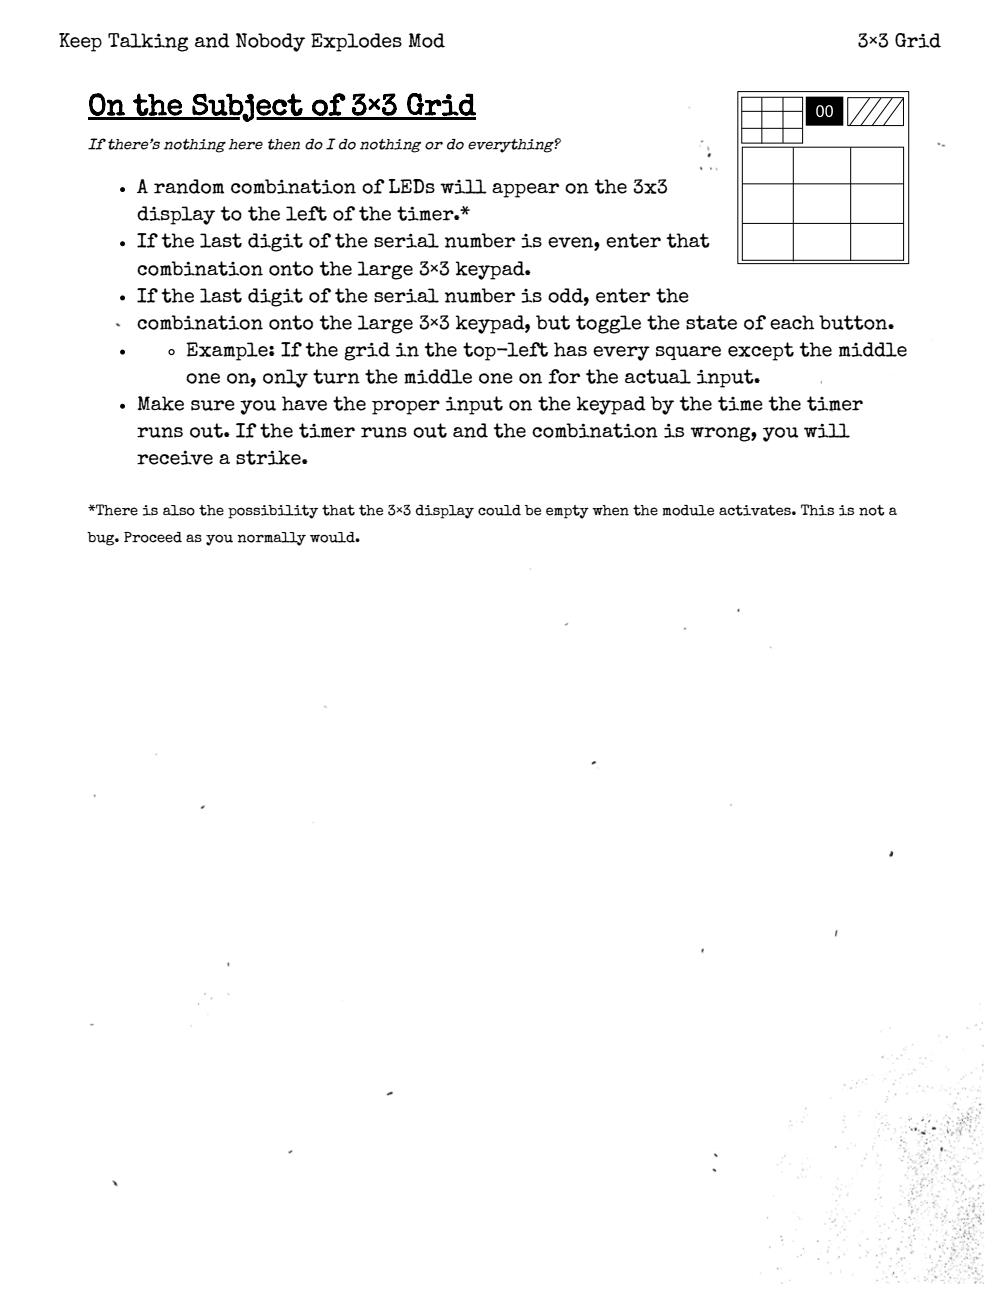 Keep Talking and Nobody Explodes Mod
3×3 Grid
On the Subject of 3×3 Grid
If there's nothing here then do I do nothing or do everything?
00
• A random combination of LEDs will appear on the 3x3
display to the left of the timer.*
• If the last digit of the serial number is even, enter that
combination onto the large 3×3 keypad.
• If the last digit of the serial number is odd, enter the
combination onto the large 3×3 keypad, but toggle the state of each button.
• ◦ Example: If the grid in the top-left has every square except the middle
one on, only turn the middle one on for the actual input.
• Make sure you have the proper input on the keypad by the time the timer
runs out. If the timer runs out and the combination is wrong, you will
receive a strike.
*There is also the possibility that the 3×3 display could be empty when the module activates. This is not a
bug. Proceed as you normally would.